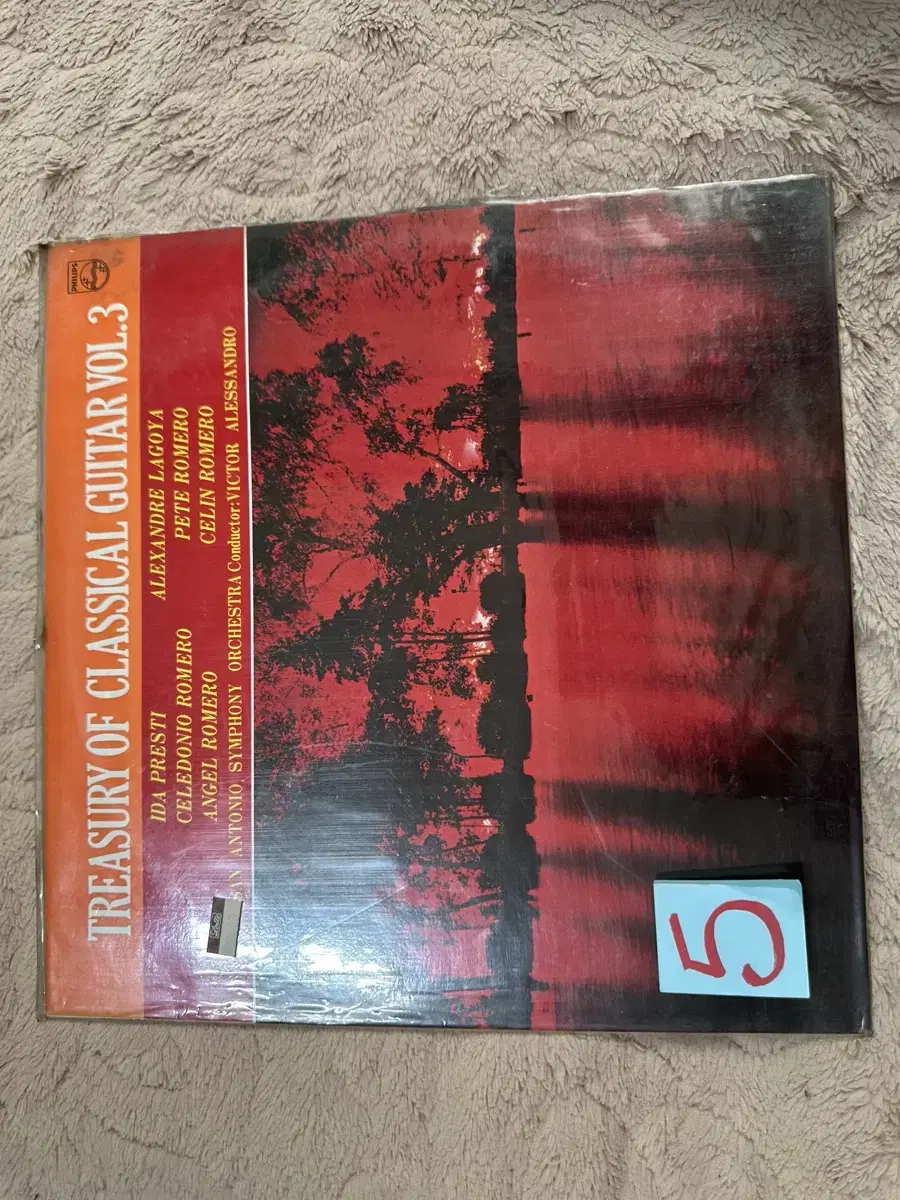 PHILIPS
TREASURY OF CLASSICAL GUITAR VOL.3
IDA PRESTI ALEXANDRE LAGOYA
CELEDONIO ROMERO PETE ROMERO
ANGEL ROMERO CELIN ROMERO
SAN ANTONIO SYMPHONY ORCHESTRA Conductor:VICTOR ALESSANDRO
5